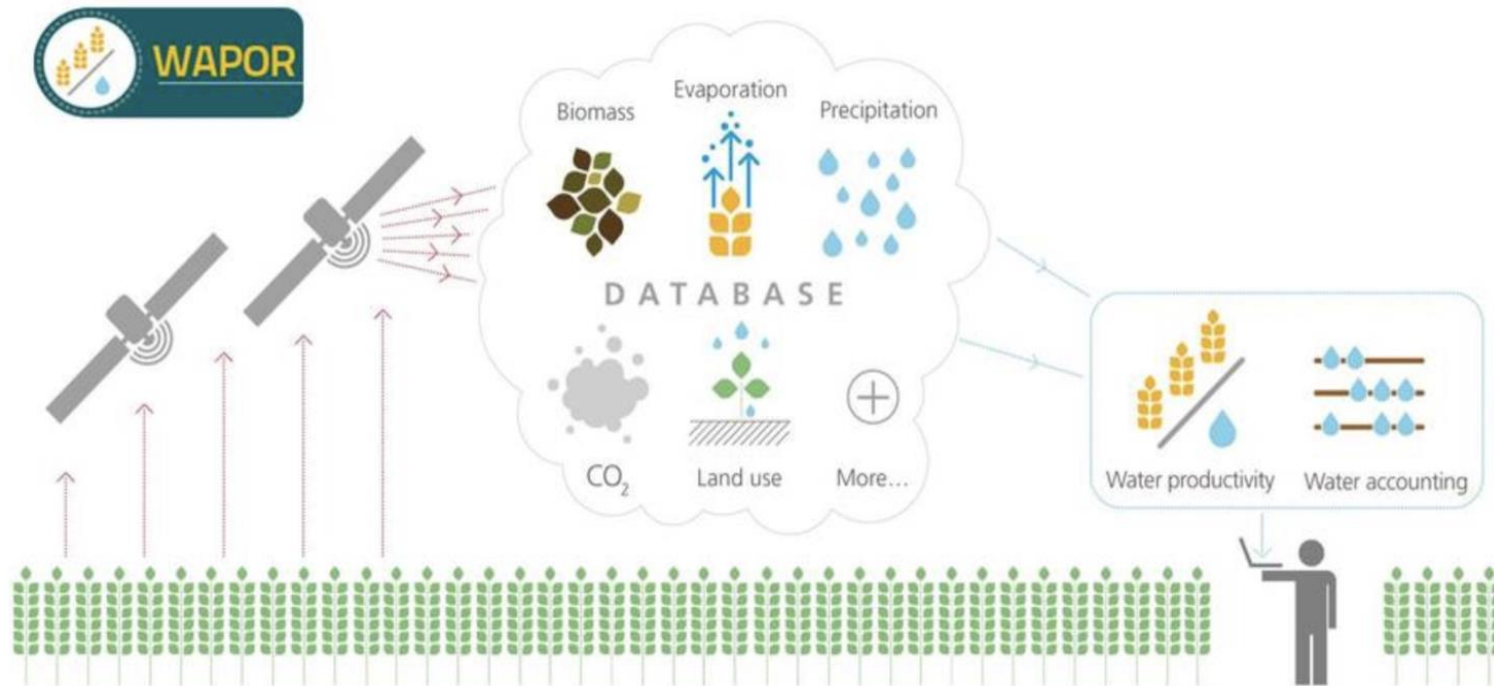 WAPOR
Evaporation
Biomass
Precipitation
DATABASE
CO₂
Land use
More...
Water productivity
Water accounting